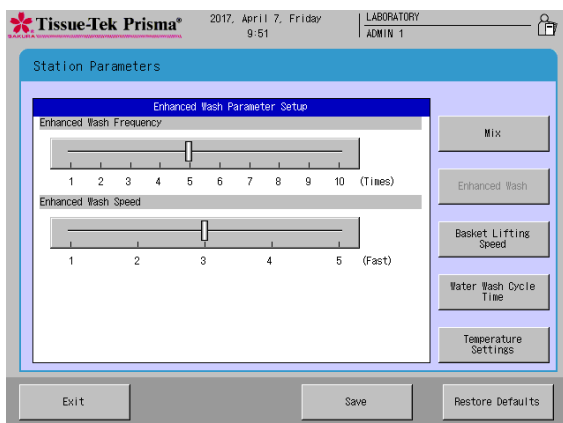 SAKURA Tissue-Tek Prisma®
2017, April 7, Friday
9:51
LABORATORY
ADMIN 1
Station Parameters
Enhanced Wash Parameter Setup
Enhanced Wash Frequency
1 2 3 4 5 6 7 8 9 10 (Times)
Enhanced Wash Speed
1 2 3 4 5 (Fast)
Mix
Enhanced Wash
Basket Lifting
Speed
Water Wash Cycle
Time
Temperature
Settings
Exit
Save
Restore Defaults